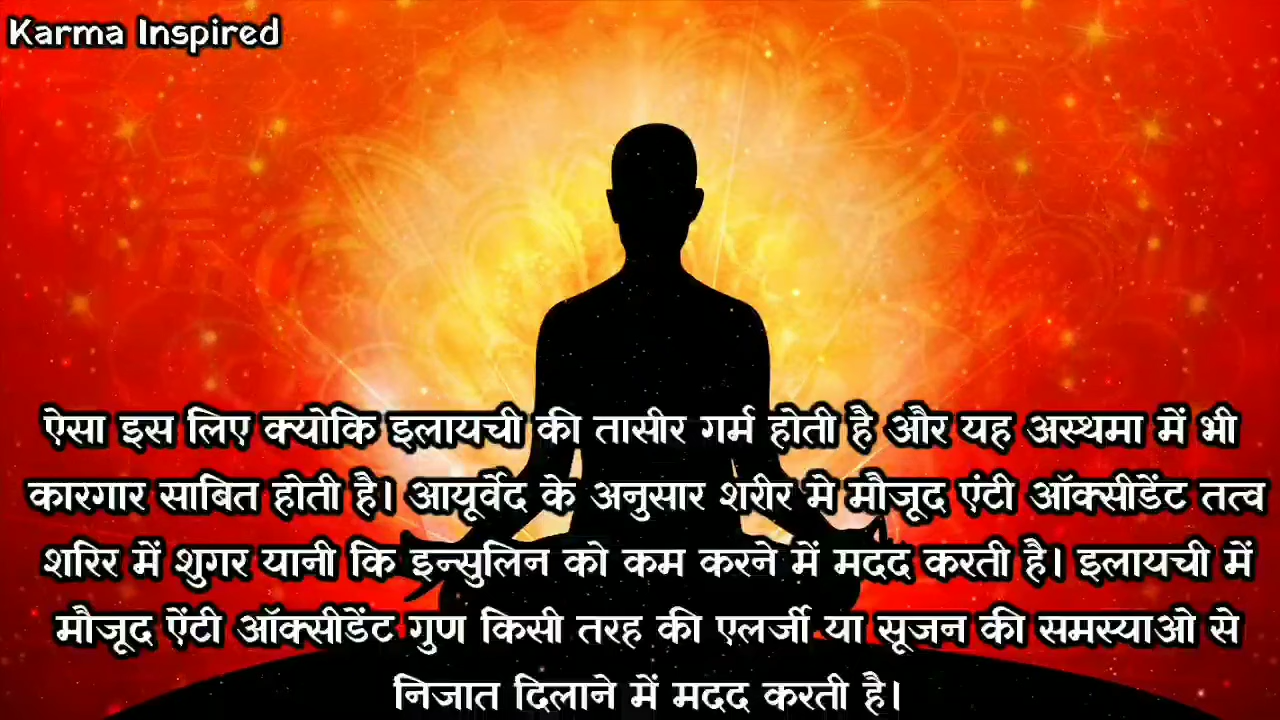 Karma Inspired
ऐसा इस लिए क्योकि इलायची की तासीर गर्म होती है और यह अस्थमा में भी
कारगार साबित होती है। आयूर्वेद के अनुसार शरीर मे मौजूद एंटी ऑक्सीडेंट तत्व
शरिर में शुगर यानी कि इन्सुलिन को कम करने में मदद करती है। इलायची में
मौजूद ऐंटी ऑक्सीडेंट गुण किसी तरह की एलर्जी या सूजन की समस्याओ से
निजात दिलाने में मदद करती है।